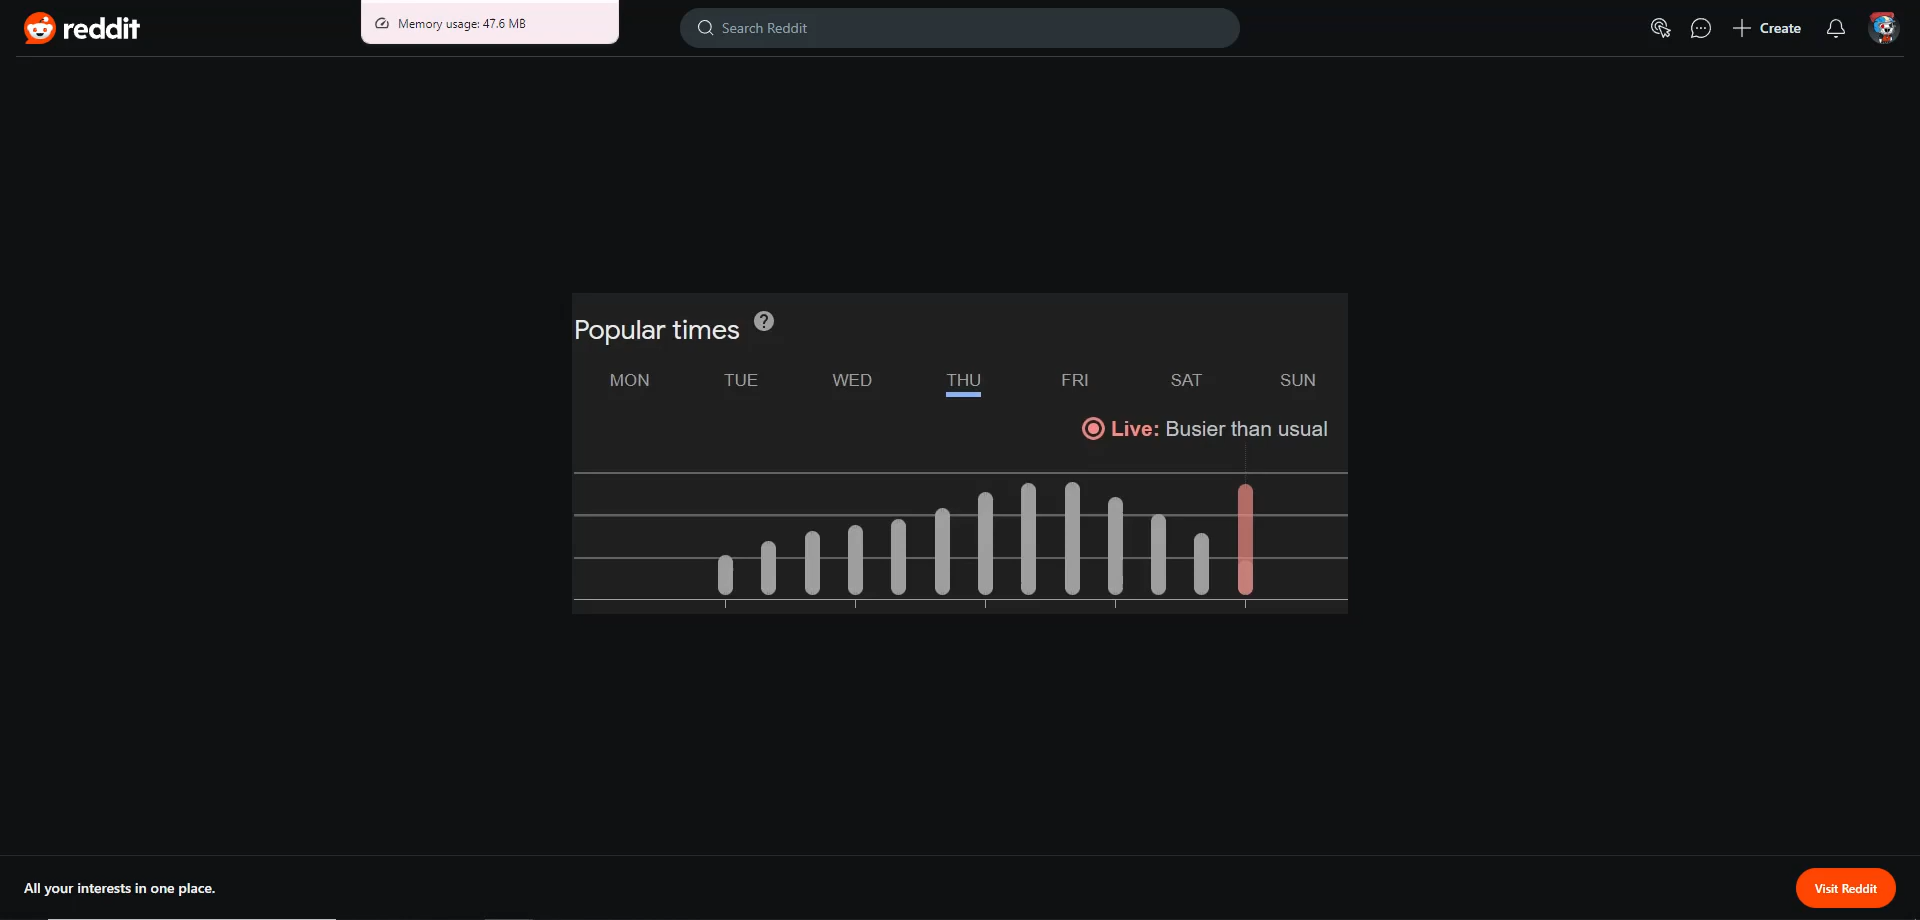 reddit
Memory usage: 47.6 MB
Search Reddit
Create
Popular times ?
MON TUE WED THU FRI SAT SUN
Live: Busier than usual
All your interests in one place.
Visit Reddit